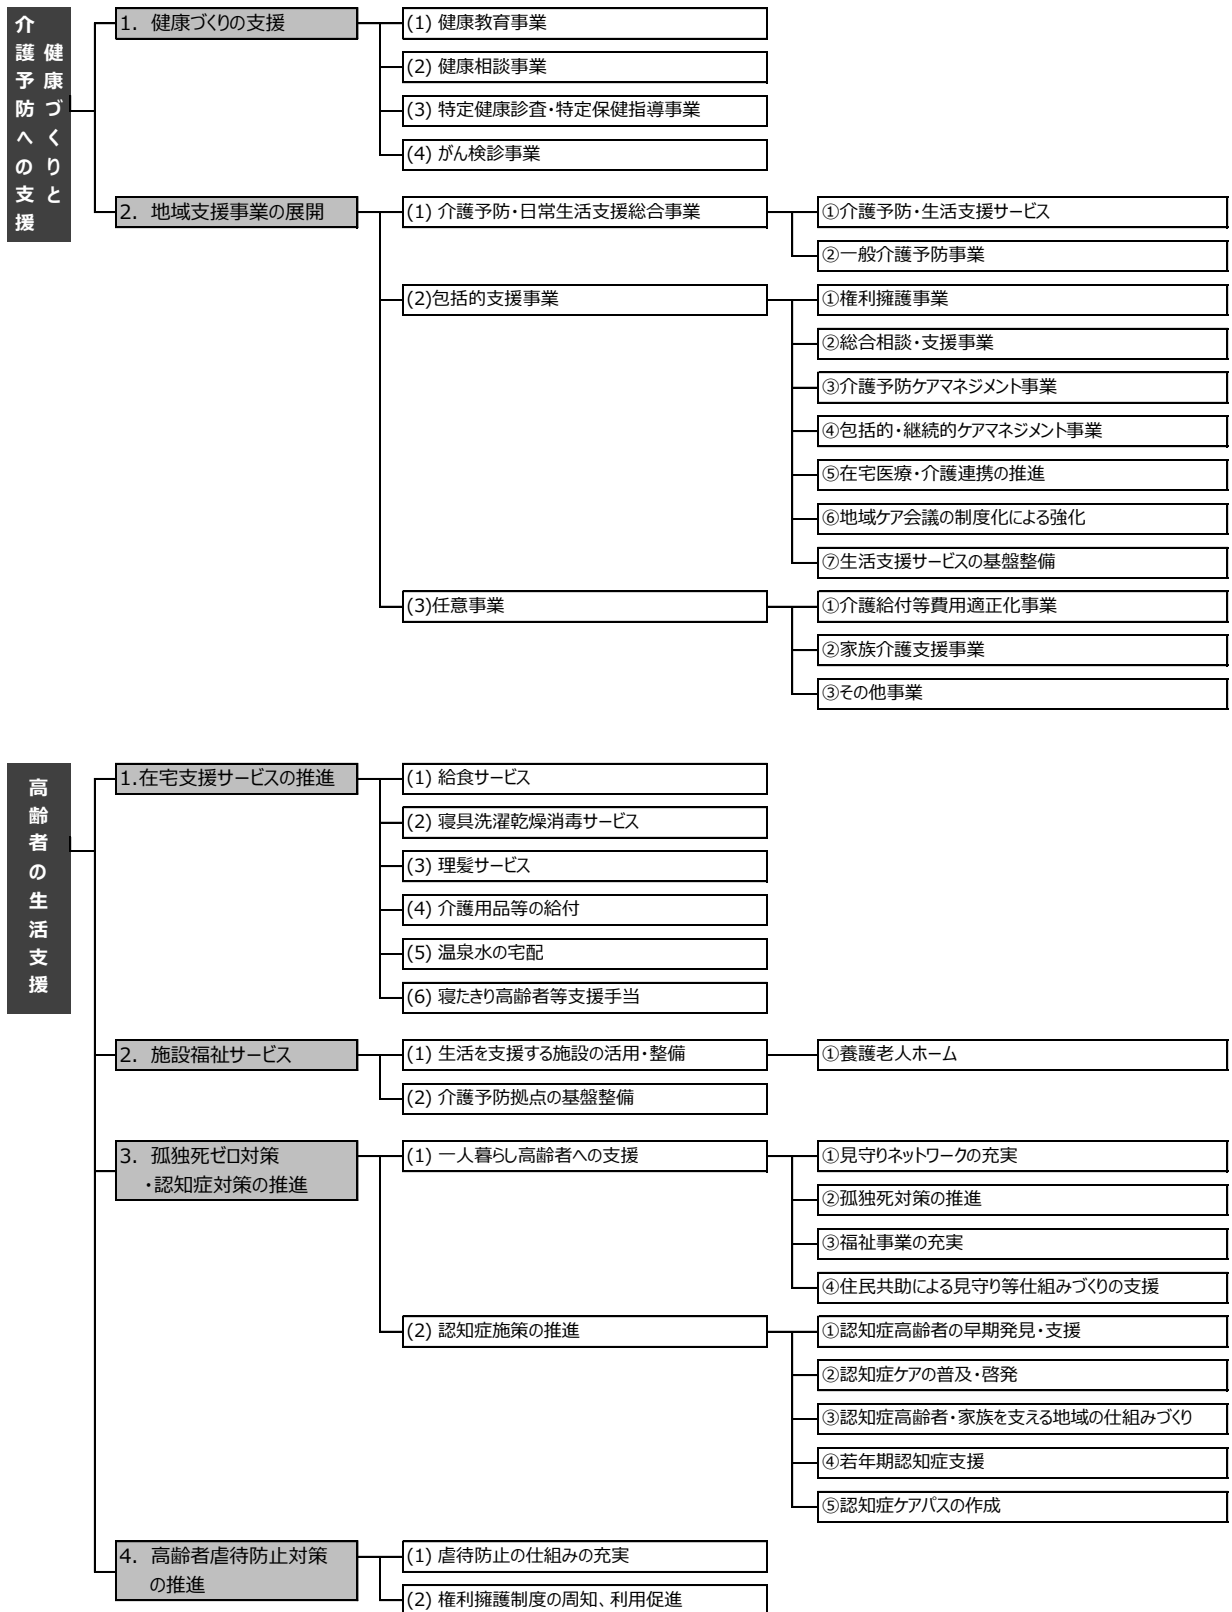 健康づくりと
介護予防への支援
1. 健康づくりの支援
(1) 健康教育事業
(2) 健康相談事業
(3) 特定健康診査・特定保健指導事業
(4) がん検診事業
2. 地域支援事業の展開
(1) 介護予防・日常生活支援総合事業
①介護予防・生活支援サービス
②一般介護予防事業
(2)包括的支援事業
①権利擁護事業
②総合相談・支援事業
③介護予防ケアマネジメント事業
④包括的・継続的ケアマネジメント事業
⑤在宅医療・介護連携の推進
⑥地域ケア会議の制度化による強化
⑦生活支援サービスの基盤整備
(3)任意事業
①介護給付等費用適正化事業
②家族介護支援事業
③その他事業
高齢者の生活支援
1.在宅支援サービスの推進
(1) 給食サービス
(2) 寝具洗濯乾燥消毒サービス
(3) 理髪サービス
(4) 介護用品等の給付
(5) 温泉水の宅配
(6) 寝たきり高齢者等支援手当
2. 施設福祉サービス
(1) 生活を支援する施設の活用・整備
①養護老人ホーム
(2) 介護予防拠点の基盤整備
3. 孤独死ゼロ対策
・認知症対策の推進
(1) 一人暮らし高齢者への支援
①見守りネットワークの充実
②孤独死対策の推進
③福祉事業の充実
④住民共助による見守り等仕組みづくりの支援
(2) 認知症施策の推進
①認知症高齢者の早期発見・支援
②認知症ケアの普及・啓発
③認知症高齢者・家族を支える地域の仕組みづくり
④若年期認知症支援
⑤認知症ケアパスの作成
4. 高齢者虐待防止対策
の推進
(1) 虐待防止の仕組みの充実
(2) 権利擁護制度の周知、利用促進